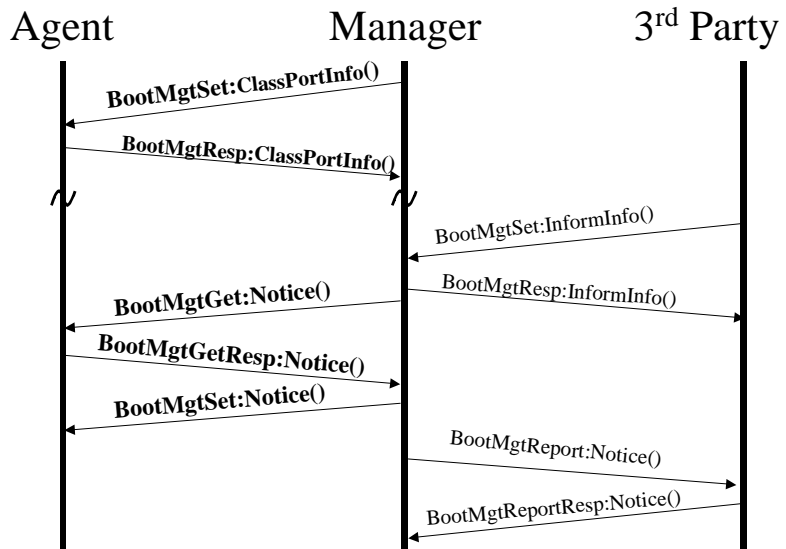 Agent
Manager
3rd Party
BootMgtSet:ClassPortInfo()
BootMgtResp:ClassPortInfo()
BootMgtSet:InformInfo()
BootMgtResp:InformInfo()
BootMgtGet:Notice()
BootMgtGetResp:Notice()
BootMgtSet:Notice()
BootMgtReport:Notice()
BootMgtReportResp:Notice()